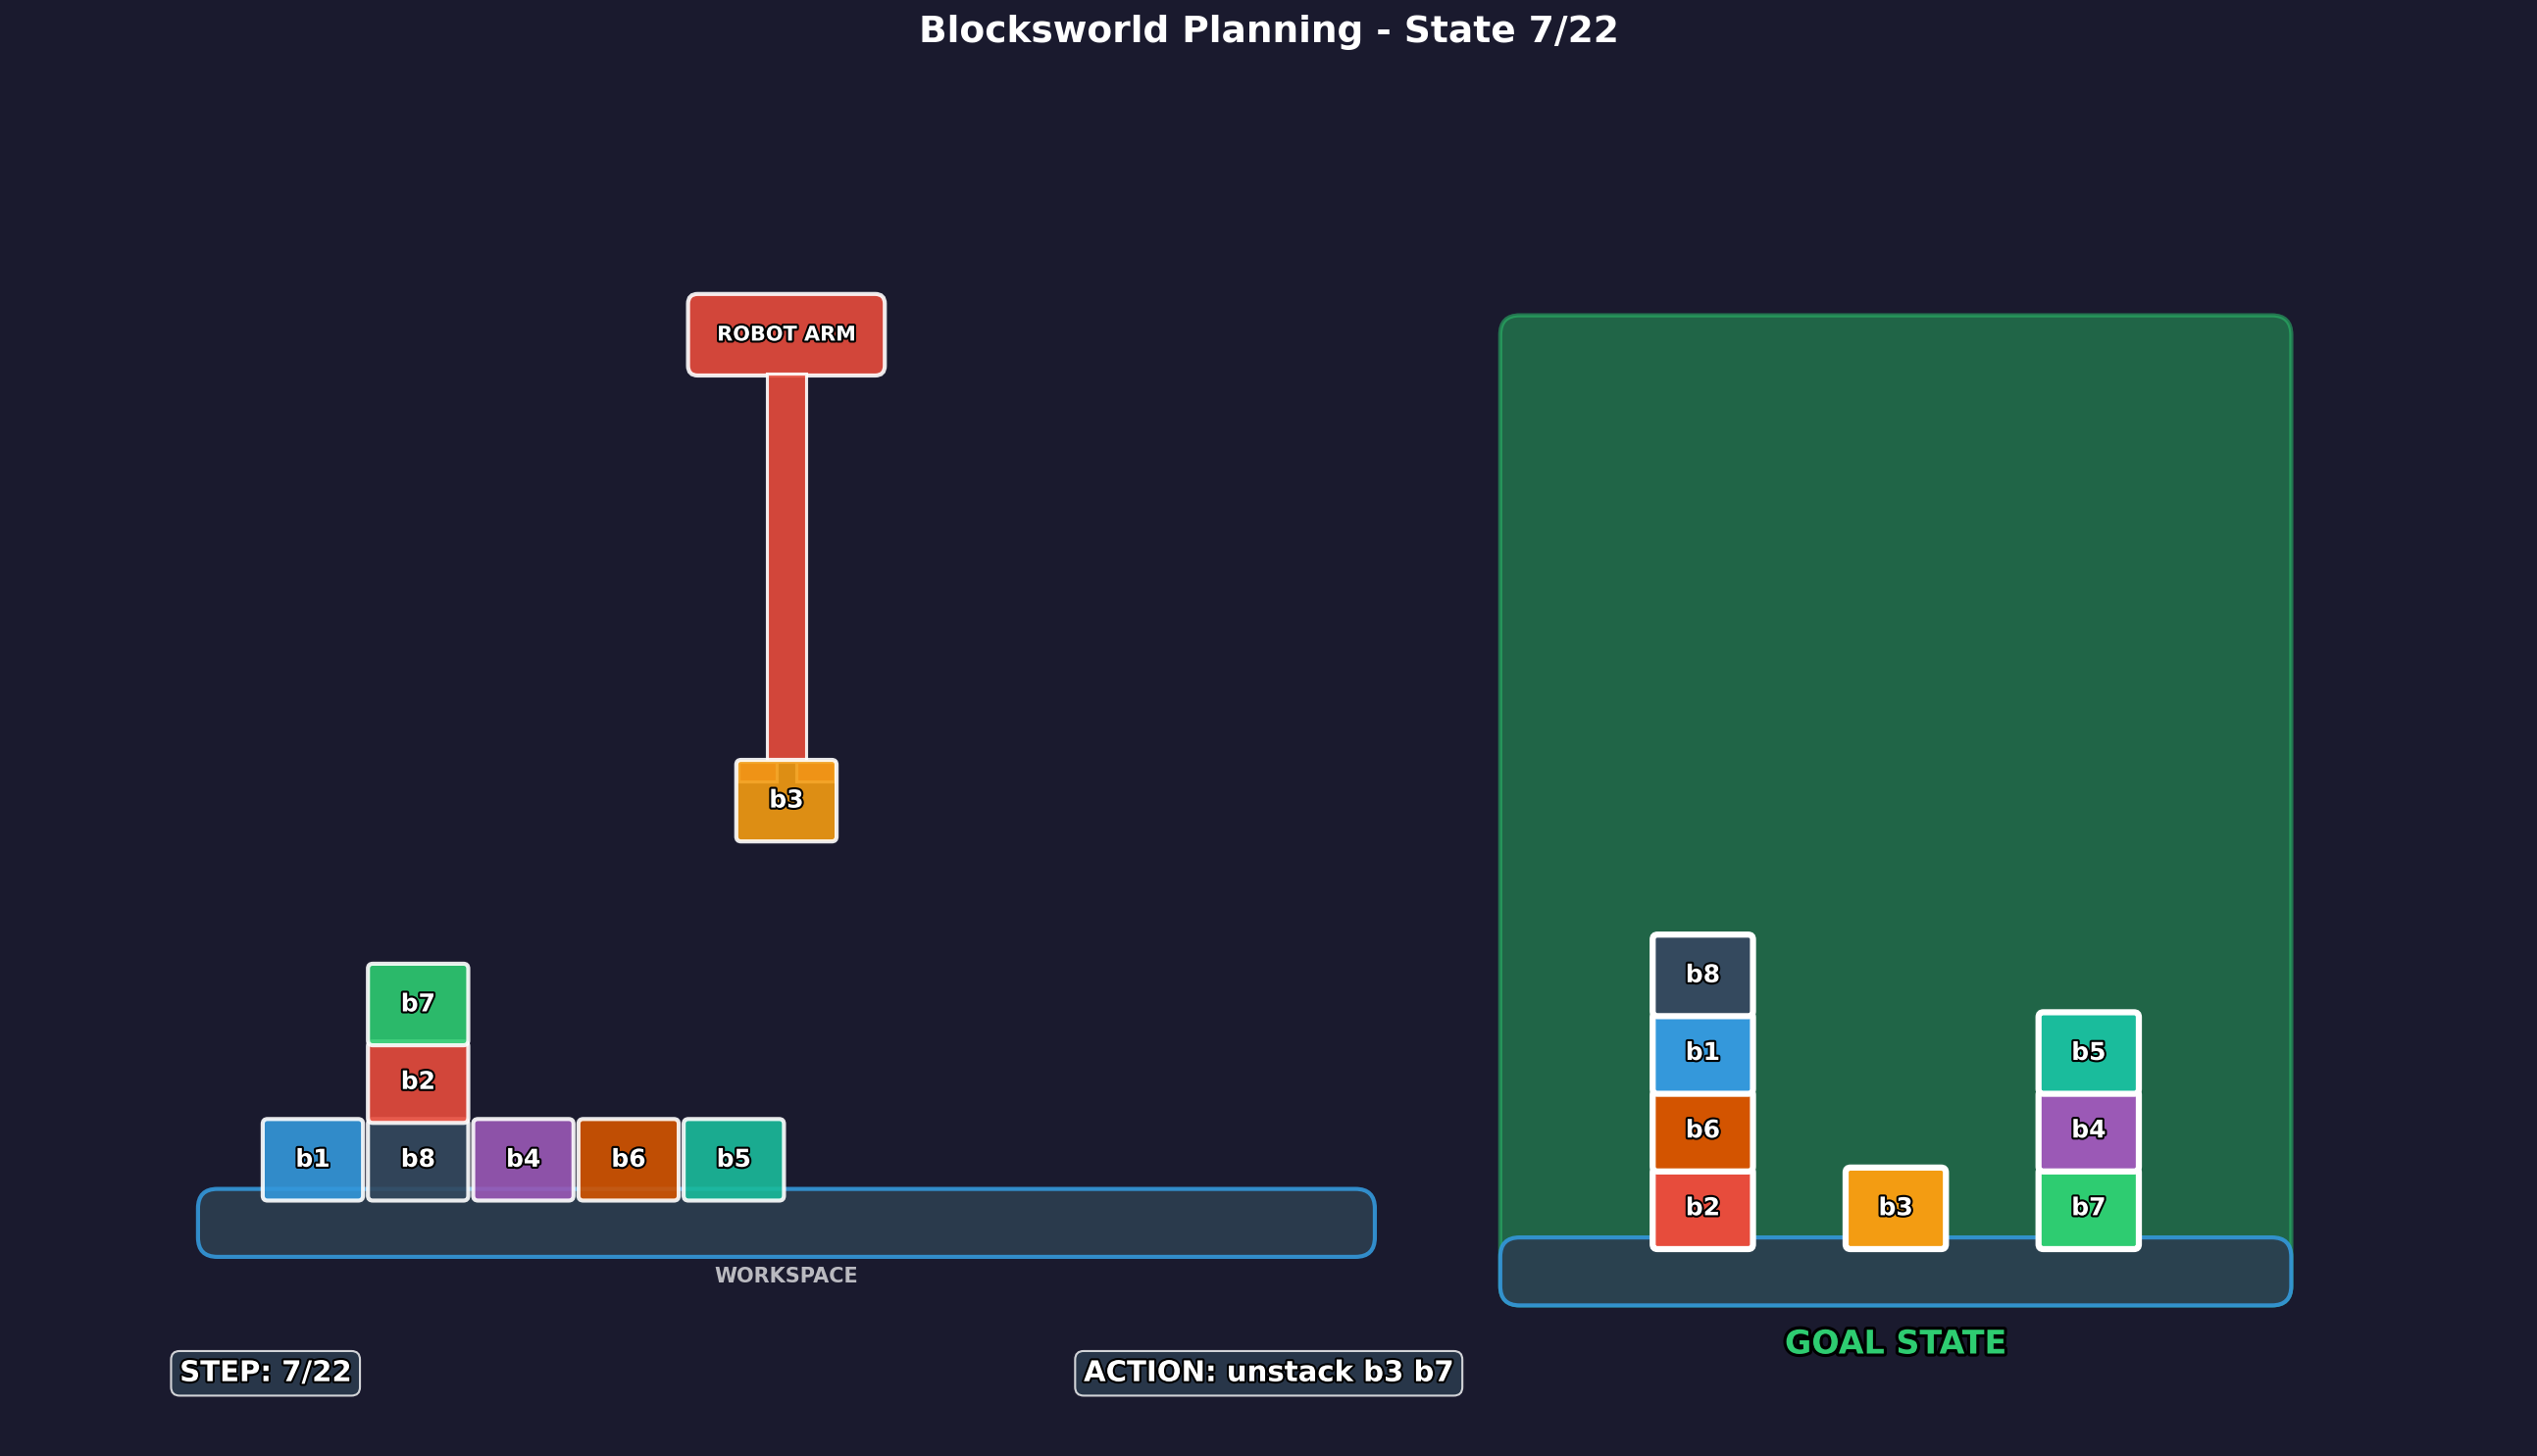 Blocksworld Planning - State 7/22
ROBOT ARM
b3
b7
b2
b1
b8
b4
b6
b5
WORKSPACE
b8
b1
b5
b6
b4
b2
b3
b7
GOAL STATE
STEP: 7/22
ACTION: unstack b3 b7